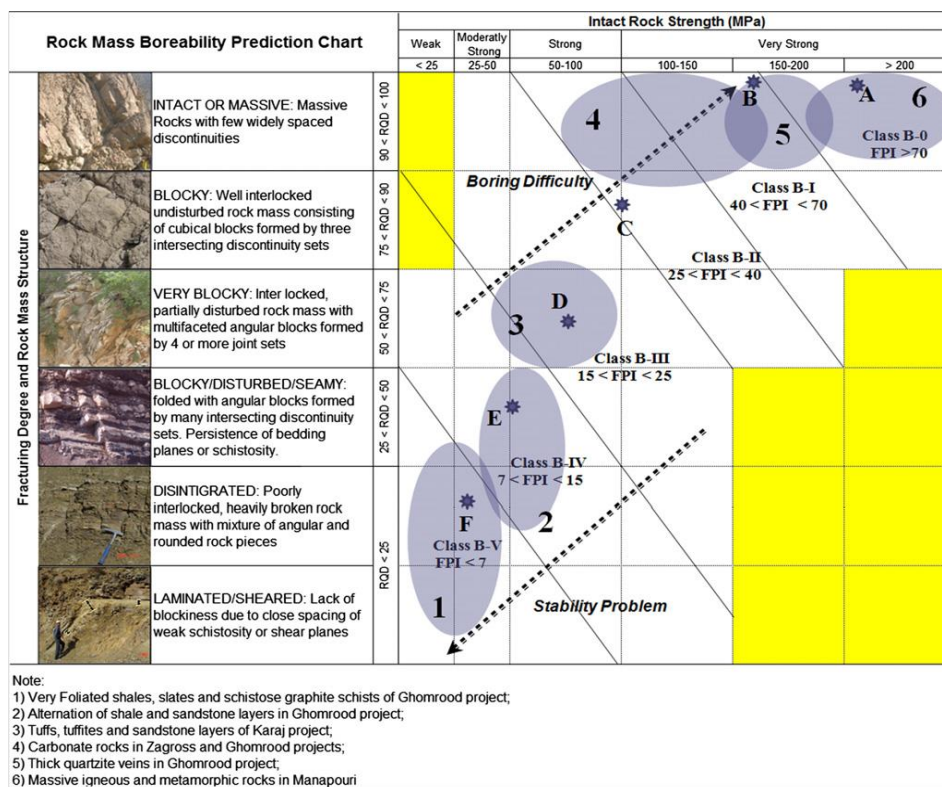 Rock Mass Boreability Prediction Chart
Intact Rock Strength (MPa)
Weak
Moderatly
Strong
Strong
Very Strong
< 25
25-50
50-100
100-150
150-200
> 200
Fracturing Degree and Rock Mass Structure
INTACT OR MASSIVE: Massive
Rocks with few widely spaced
discontinuities
90 < RQD < 100
BLOCKY: Well interlocked
undisturbed rock mass consisting
of cubical blocks formed by three
intersecting discontinuity sets
75 < RQD < 90
VERY BLOCKY: Inter locked,
partially disturbed rock mass with
multifaceted angular blocks formed
by 4 or more joint sets
50 < RQD < 75
BLOCKY/DISTURBED/SEAMY:
folded with angular blocks formed
by many intersecting discontinuity
sets. Persistence of bedding
planes or schistosity.
25 < RQD < 50
DISINTIGRATED: Poorly
interlocked, heavily broken rock
mass with mixture of angular and
rounded rock pieces
RQD < 25
LAMINATED/SHEARED: Lack of
blockiness due to close spacing of
weak schistosity or shear planes
4
B
5
A
6
Class B-0
FPI >70
Boring Difficulty
Class B-I
40 < FPI < 70
C
Class B-II
25 < FPI < 40
D
3
Class B-III
15 < FPI < 25
E
Class B-IV
7 < FPI < 15
F
2
Class B-V
FPI < 7
1
Stability Problem
Note:
1) Very Foliated shales, slates and schistose graphite schists of Ghomrood project;
2) Alternation of shale and sandstone layers in Ghomrood project;
3) Tuffs, tuffites and sandstone layers of Karaj project;
4) Carbonate rocks in Zagross and Ghomrood projects;
5) Thick quartzite veins in Ghomrood project;
6) Massive igneous and metamorphic rocks in Manapouri